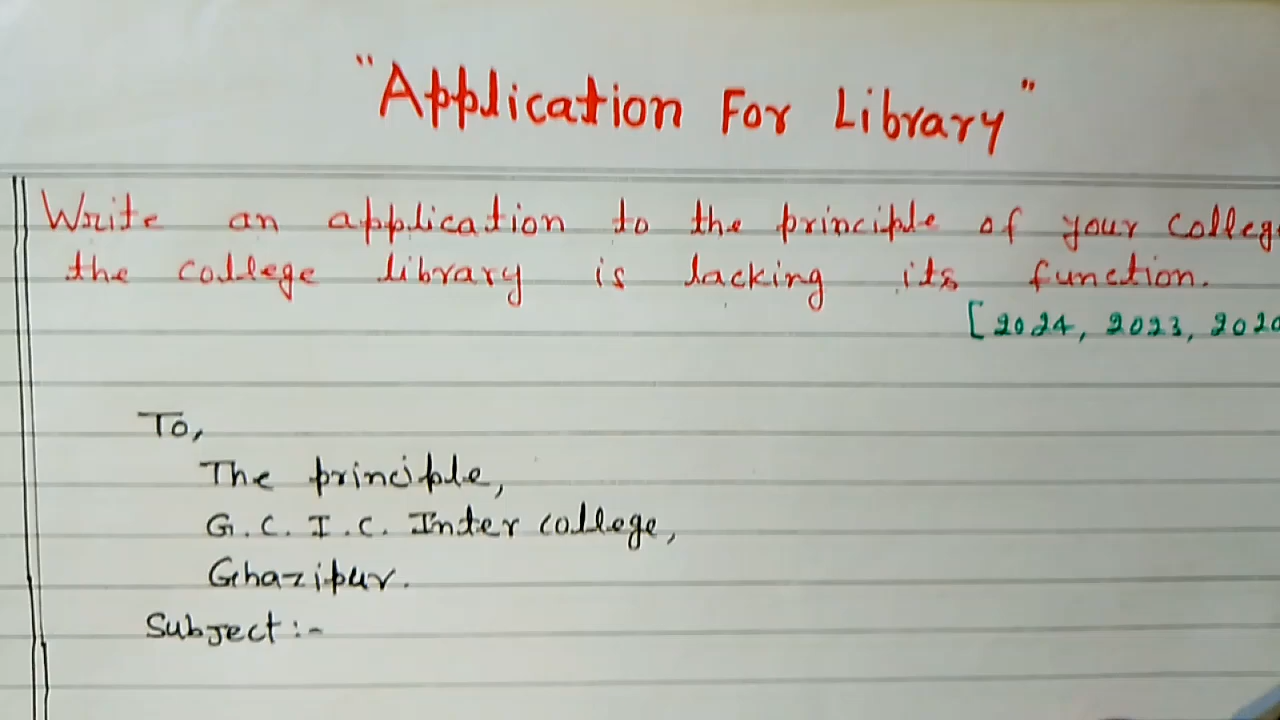 "Application For Library"
Write an application to the principle of your Colleg
the college library is lacking its function.
[2024, 2023, 2020
To,
The principle,
G.C.I.C. Inter college,
Ghazipur.
Subject:-